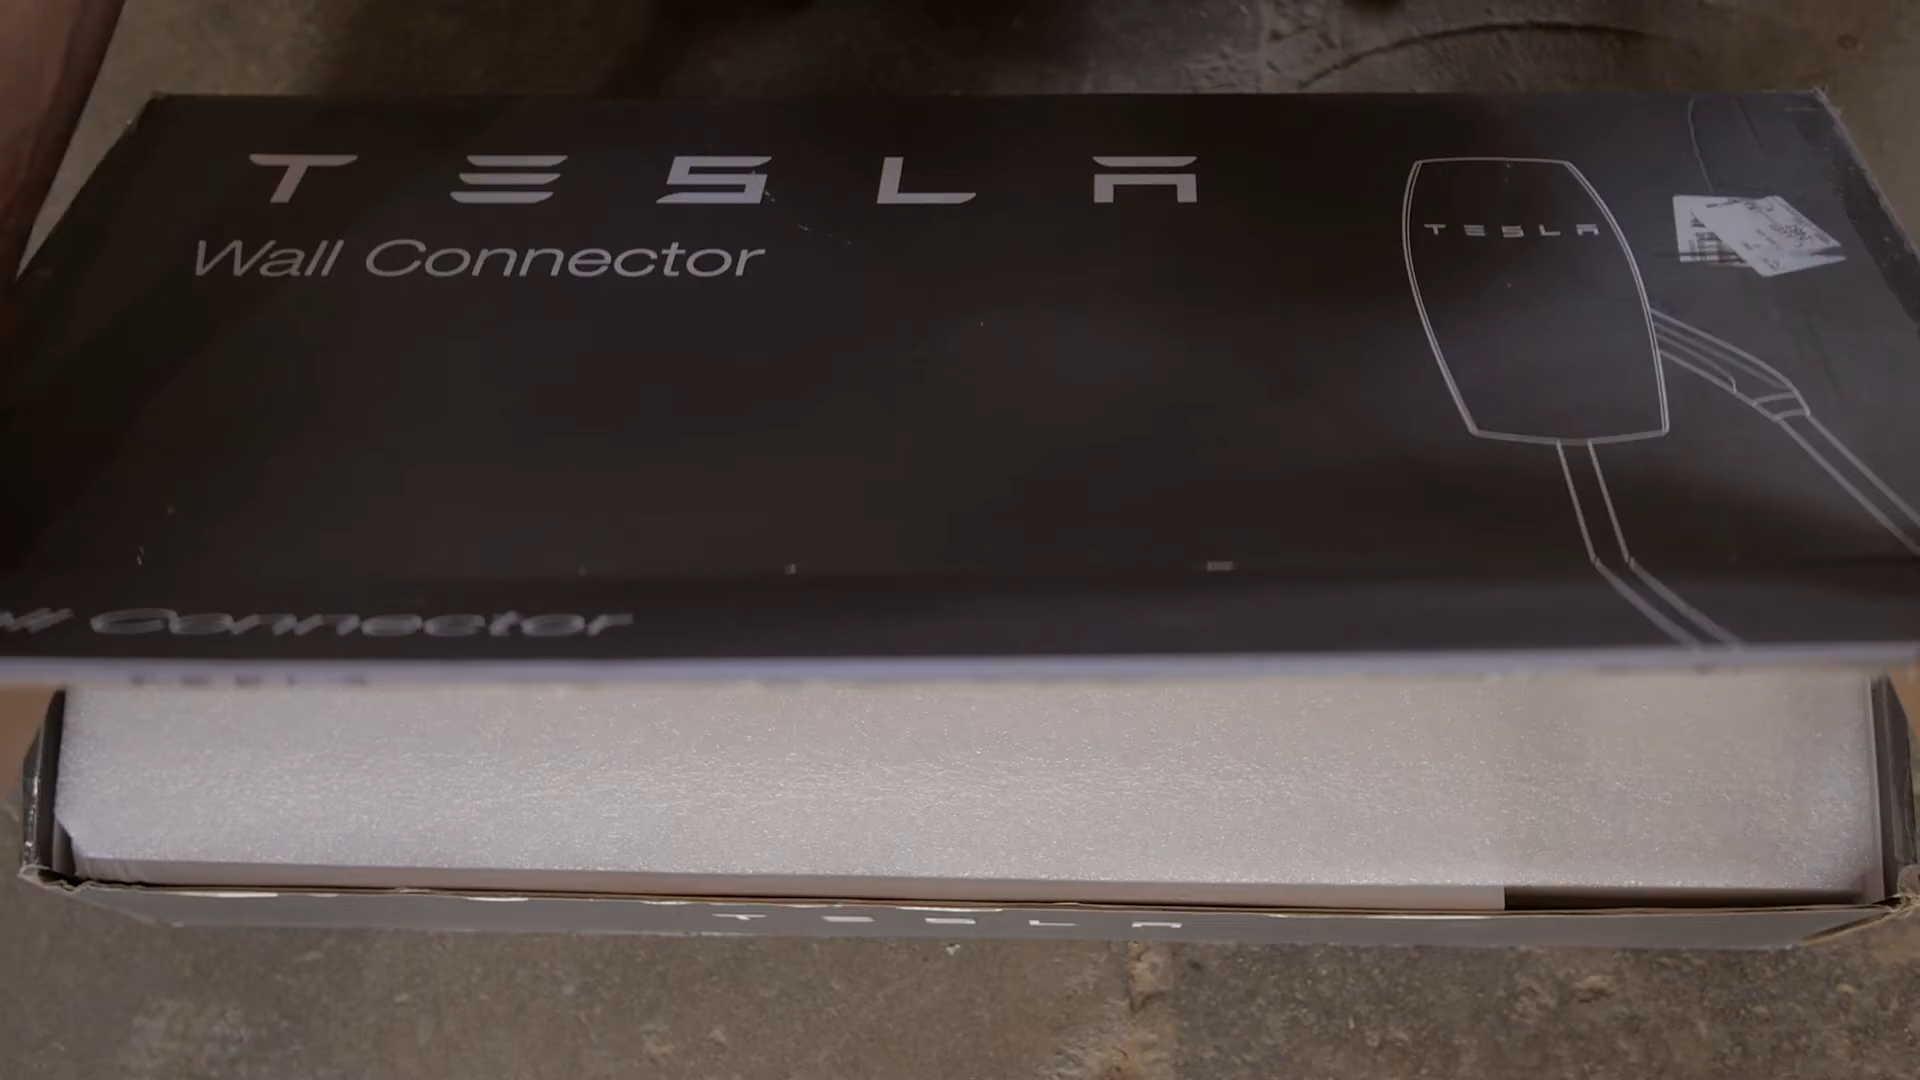 TESLA
Wall Connector
TESLA
Connector
TESLA